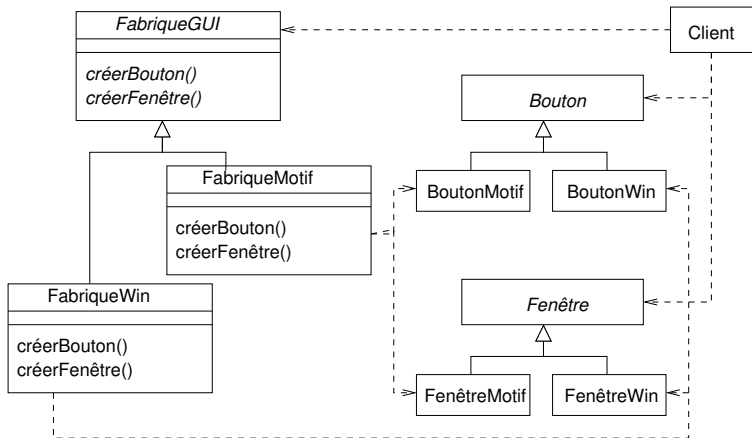 FabriqueGUI
créerBouton()
créerFenêtre()
Client
Bouton
FabriqueMotif
créerBouton()
créerFenêtre()
BoutonMotif
BoutonWin
FabriqueWin
créerBouton()
créerFenêtre()
Fenêtre
FenêtreMotif
FenêtreWin